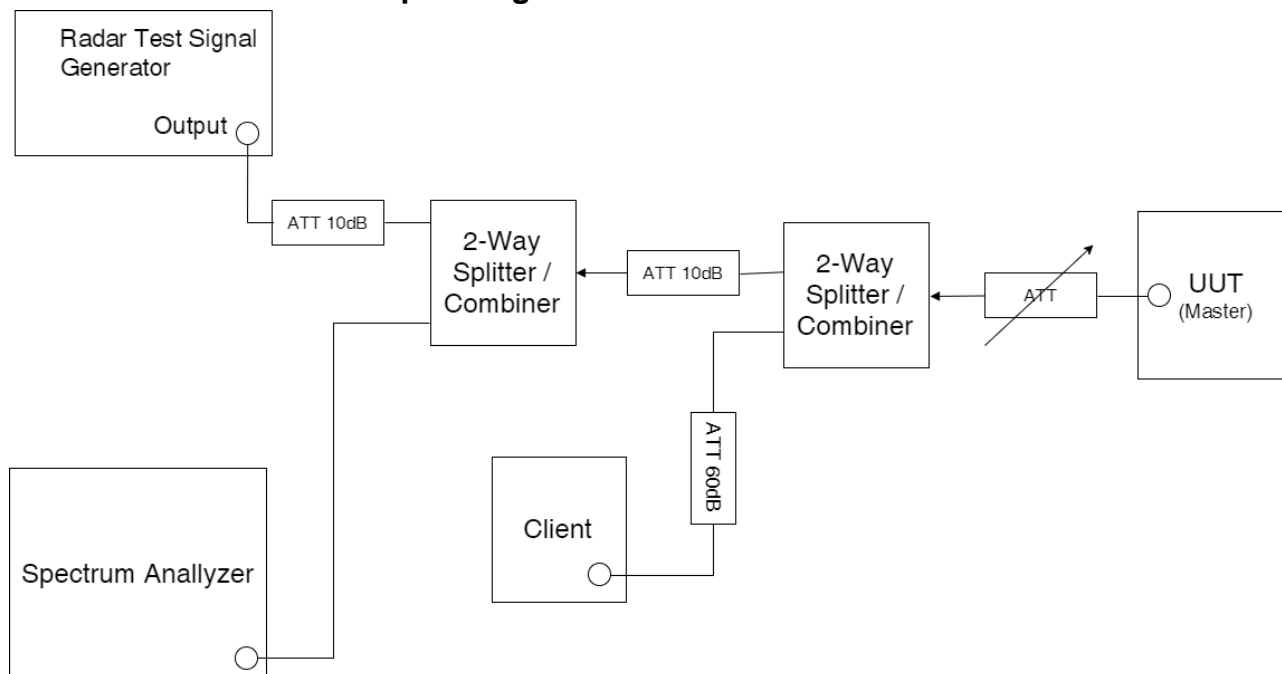 Radar Test Signal
Generator
Output
ATT 10dB
2-Way
Splitter /
Combiner
ATT 10dB
2-Way
Splitter /
Combiner
ATT
UUT
(Master)
ATT 60dB
Client
Spectrum Anallyzer